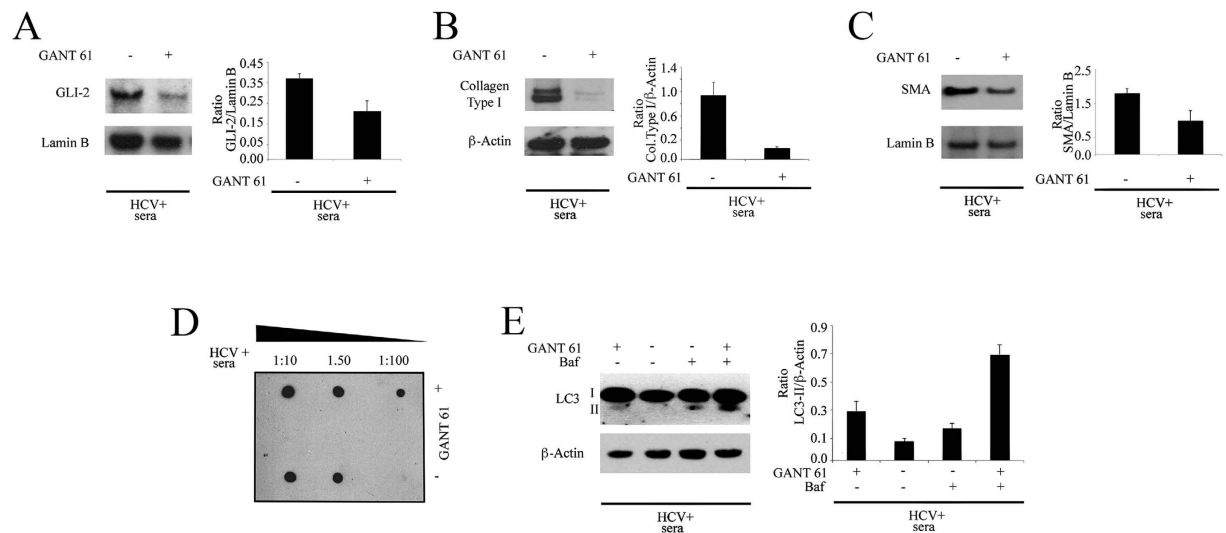 A
GANT 61 - +
GLI-2
Lamin B
HCV+
sera
Ratio
GLI-2/Lamin B
0.45
0.35
0.25
0.15
0.00
- +
GANT 61
HCV+
sera
B
GANT 61 - +
Collagen
Type I
β-Actin
HCV+
sera
Ratio
Col.Type I/β-Actin
1.4
1.2
1.0
0.8
0.6
0.4
0.2
0.0
- +
GANT 61
HCV+
sera
C
GANT 61 - +
SMA
Lamin B
HCV+
sera
Ratio
SMA/Lamin B
2.5
1.5
1.0
0.0
GANT 61 - +
HCV+
sera
D
HCV +
sera
1:10 1.50 1:100
+
GANT 61
-
E
GANT 61 + - - +
Baf - - + +
LC3 I
II
β-Actin
HCV+
sera
Ratio
LC3-II/β-Actin
0.9
0.7
0.3
0.1
0.0
GANT 61 + - - +
Baf - - + +
HCV+
sera